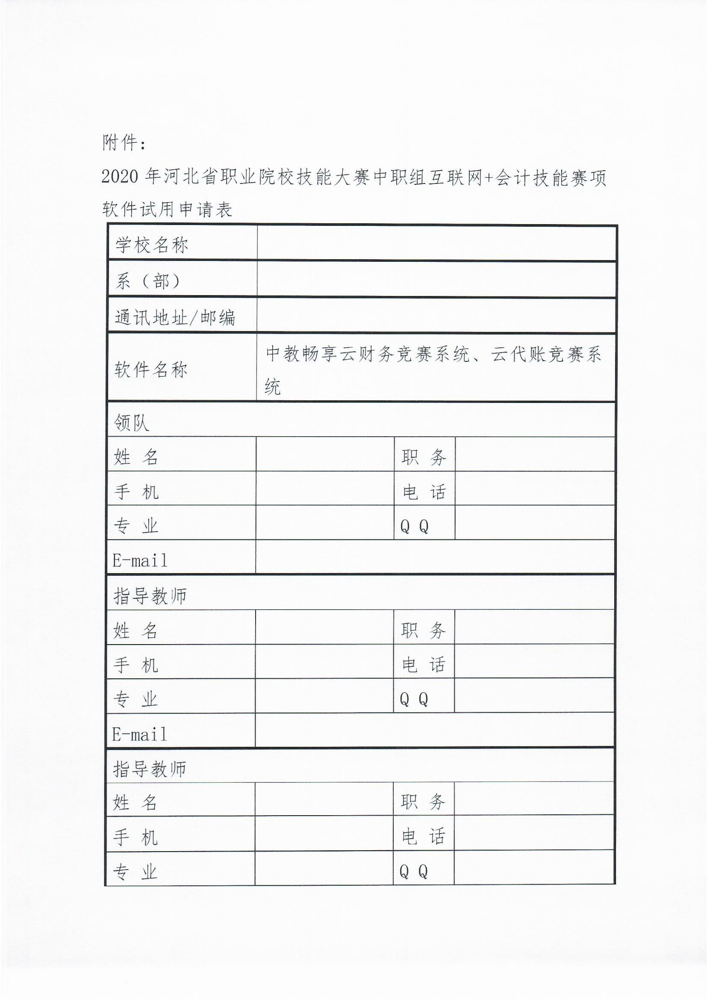 附件：
2020 年河北省职业院校技能大赛中职组互联网+会计技能赛项
软件试用申请表
学校名称
系（部）
通讯地址/邮编
软件名称
中教畅享云财务竞赛系统、云代账竞赛系
统
领队
姓 名 职 务
手 机 电 话
专 业 Q Q
E-mail
指导教师
姓 名 职 务
手 机 电 话
专 业 Q Q
E-mail
指导教师
姓 名 职 务
手 机 电 话
专 业 Q Q